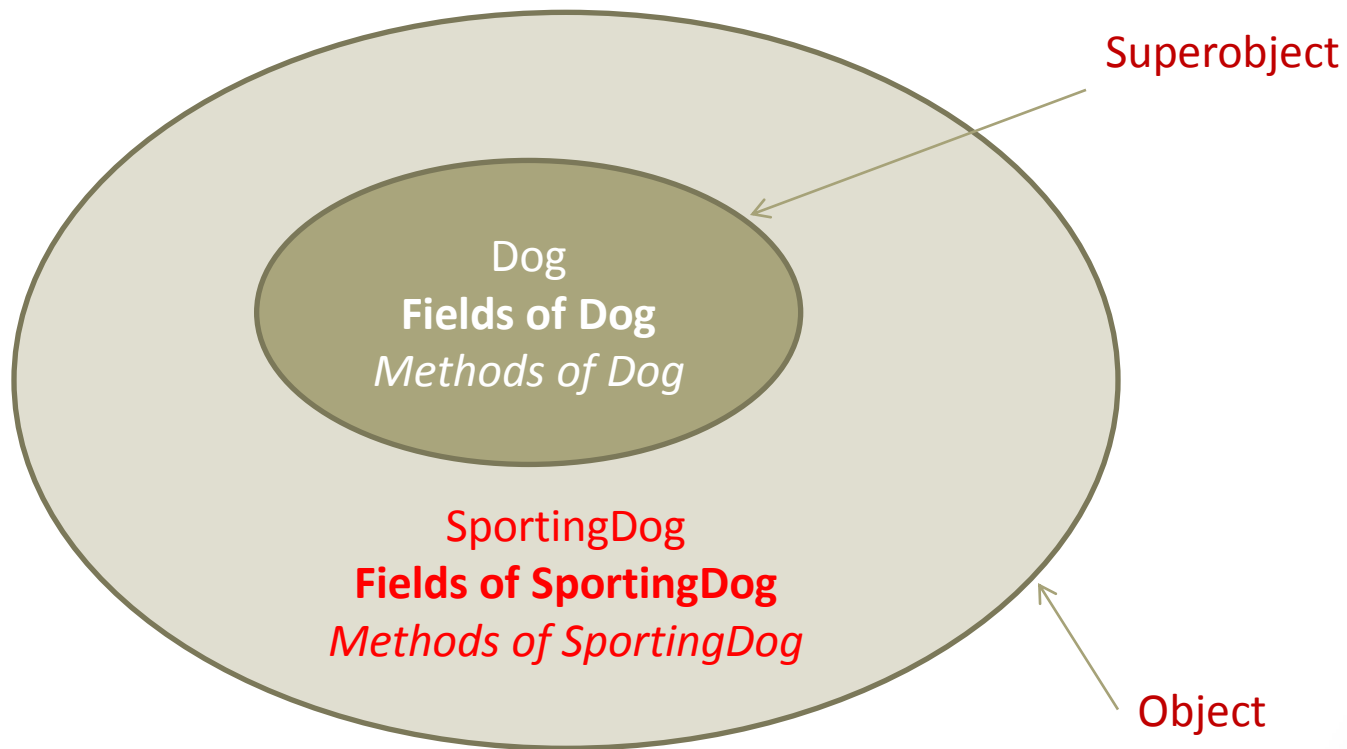 Superobject
Dog
Fields of Dog
Methods of Dog
SportingDog
Fields of SportingDog
Methods of SportingDog
Object